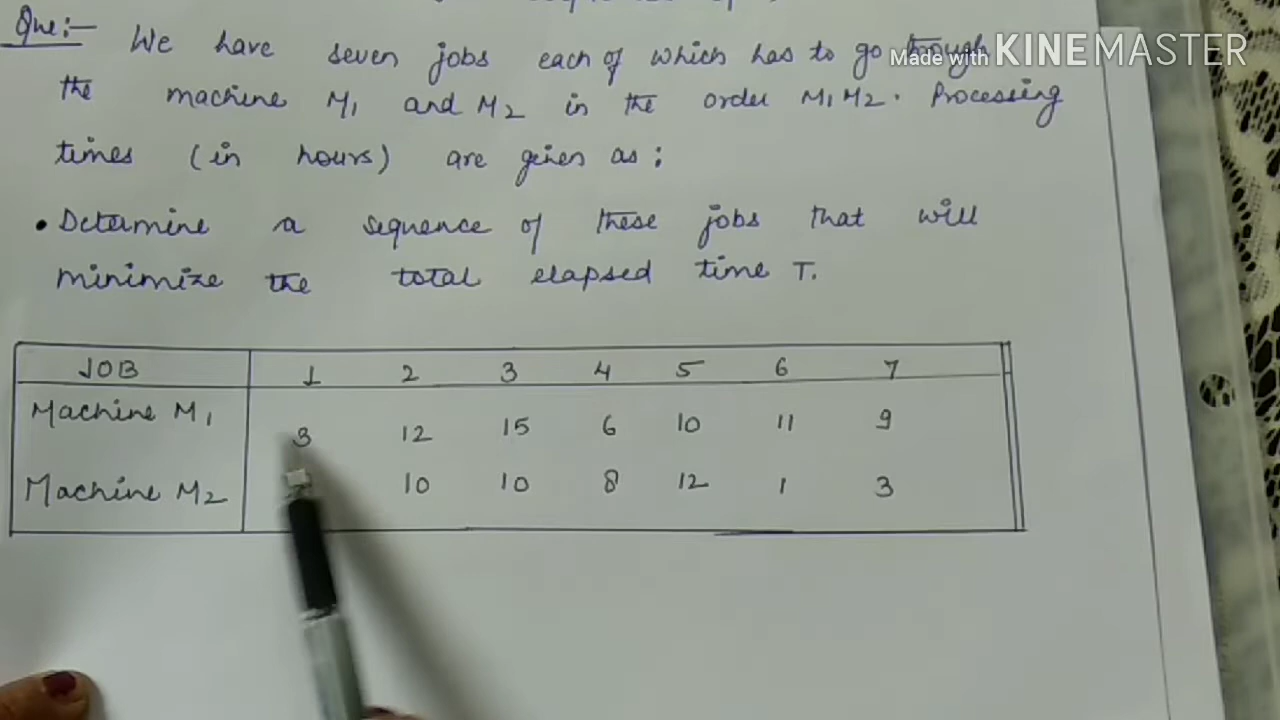 Que:-
We have seven jobs each of which has to go through
the machine M1 and M2 in the order M1 M2. Processing
times (in hours) are given as:
• Determine a sequence of these jobs that will
minimize the total elapsed time T.
JOB 1 2 3 4 5 6 7
Machine M1 3 12 15 6 10 11 9
Machine M2 10 10 8 12 1 3
Made with KINEMASTER